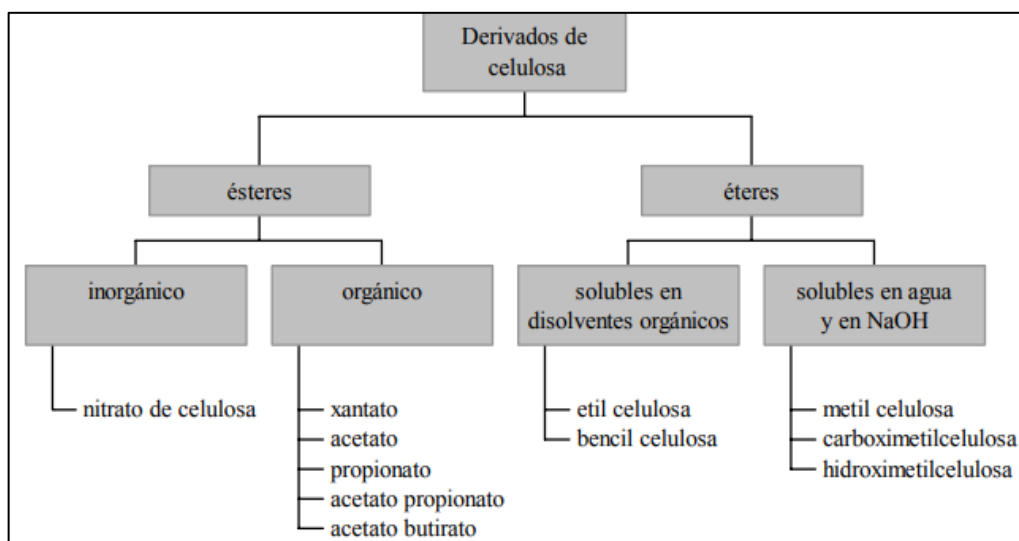 Derivados de
celulosa
ésteres
éteres
inorgánico
orgánico
solubles en
disolventes orgánicos
solubles en agua
y en NaOH
nitrato de celulosa
xantato
acetato
propionato
acetato propionato
acetato butirato
etil celulosa
bencil celulosa
metil celulosa
carboximetilcelulosa
hidroximetilcelulosa